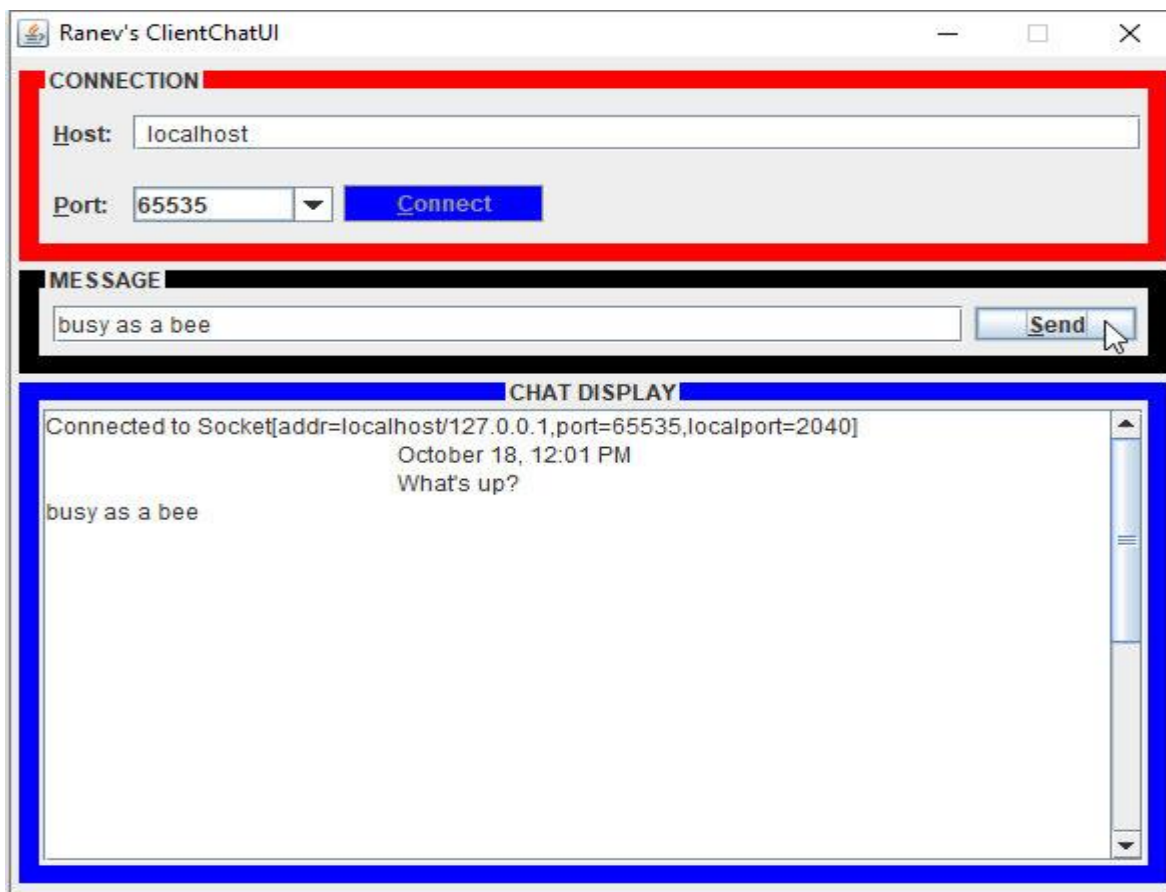 Ranev's ClientChatUI
CONNECTION
Host: localhost
Port: 65535 Connect
MESSAGE
busy as a bee Send
CHAT DISPLAY
Connected to Socket[addr=localhost/127.0.0.1,port=65535,localport=2040]
October 18, 12:01 PM
What's up?
busy as a bee